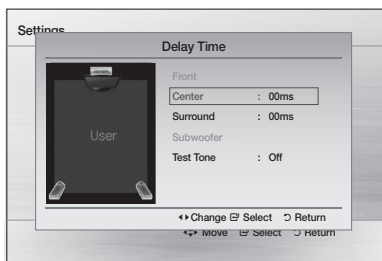 Settings
Delay Time
Front
Center : 00ms
Surround : 00ms
Subwoofer
Test Tone : Off
User
Change Select Return
Move Select Return